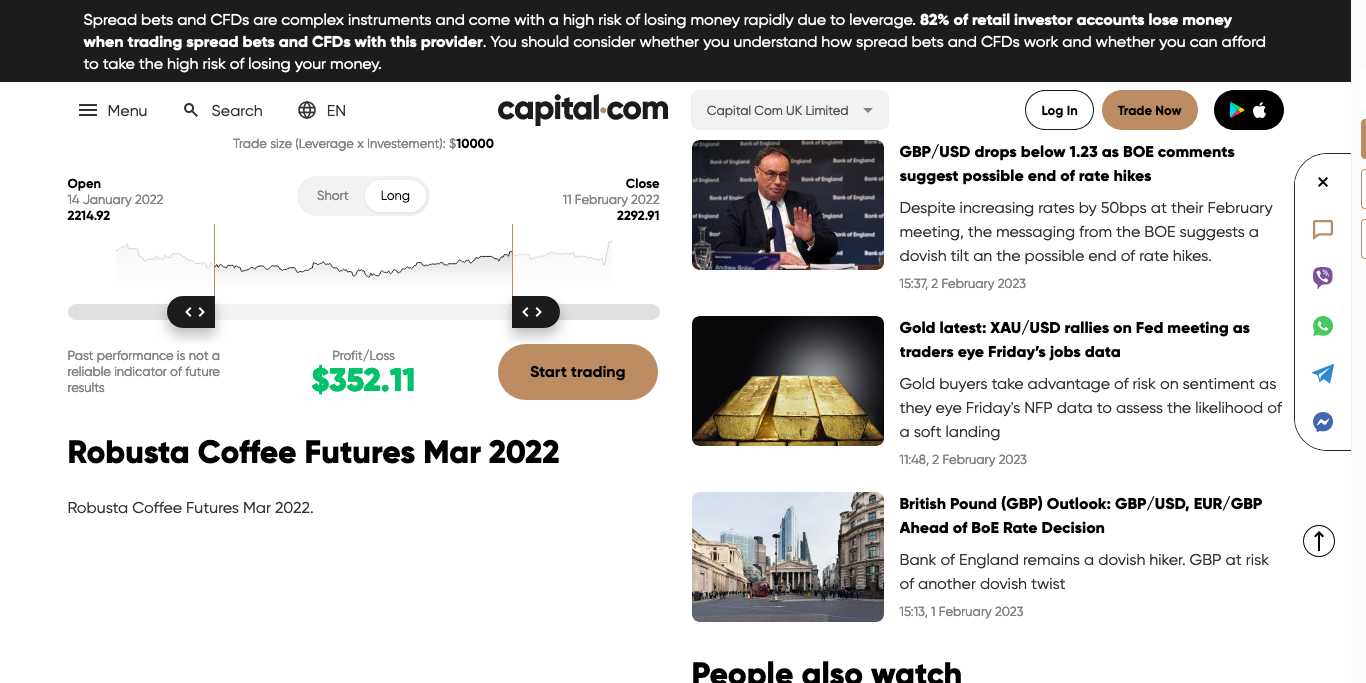 Spread bets and CFDs are complex instruments and come with a high risk of losing money rapidly due to leverage. 82% of retail investor accounts lose money
when trading spread bets and CFDs with this provider. You should consider whether you understand how spread bets and CFDs work and whether you can afford
to take the high risk of losing your money.
Menu
Search
EN
capital.com
Capital Com UK Limited
Log In
Trade Now
Trade size (Leverage x Investement): $10000
Open
14 January 2022
2214.92
Short
Long
Close
11 February 2022
2292.91
Past performance is not a
reliable indicator of future
results
Profit/Loss
$352.11
Start trading
Robusta Coffee Futures Mar 2022
Robusta Coffee Futures Mar 2022.
GBP/USD drops below 1.23 as BOE comments
suggest possible end of rate hikes
Despite increasing rates by 50bps at their February
meeting, the messaging from the BOE suggests a
dovish tilt an the possible end of rate hikes.
15:37, 2 February 2023
Gold latest: XAU/USD rallies on Fed meeting as
traders eye Friday’s jobs data
Gold buyers take advantage of risk on sentiment as
they eye Friday's NFP data to assess the likelihood of
a soft landing
11:48, 2 February 2023
British Pound (GBP) Outlook: GBP/USD, EUR/GBP
Ahead of BoE Rate Decision
Bank of England remains a dovish hiker. GBP at risk
of another dovish twist
15:13, 1 February 2023
People also watch